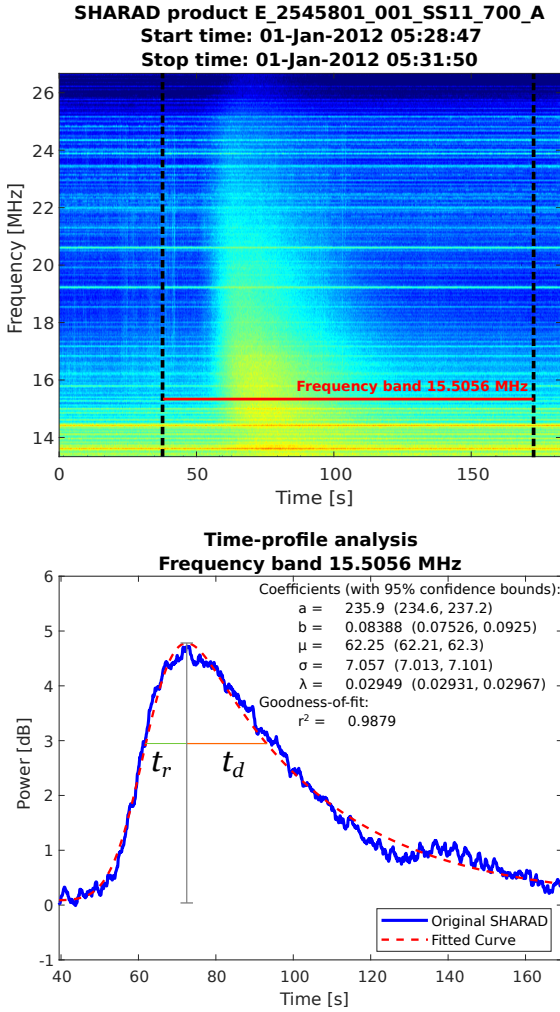 SHARAD product E_2545801_001_SS11_700_A
Start time: 01-Jan-2012 05:28:47
Stop time: 01-Jan-2012 05:31:50
Frequency [MHz]
26
24
22
20
18
16
14
Frequency band 15.5056 MHz
0 50 100 150
Time [s]
Time-profile analysis
Frequency band 15.5056 MHz
Power [dB]
6
5
4
3
2
1
0
-1
Coefficients (with 95% confidence bounds):
a = 235.9 (234.6, 237.2)
b = 0.08388 (0.07526, 0.0925)
μ = 62.25 (62.21, 62.3)
σ = 7.057 (7.013, 7.101)
λ = 0.02949 (0.02931, 0.02967)
Goodness-of-fit:
r² = 0.9879
t_r t_d
Original SHARAD
Fitted Curve
40 60 80 100 120 140 160
Time [s]